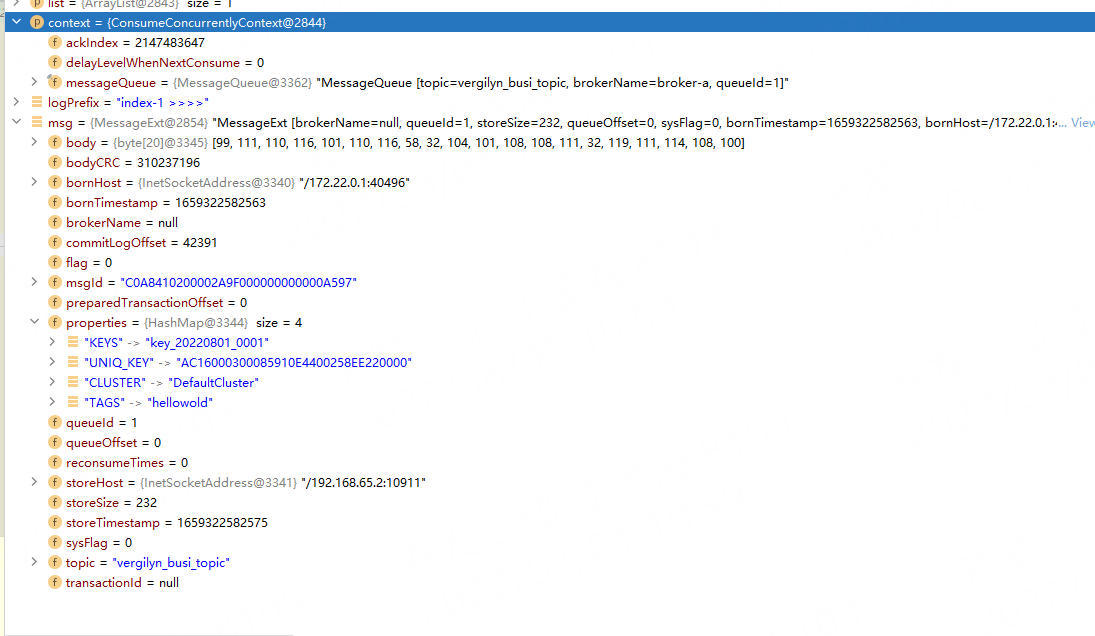 list = {ArrayList@2843} size = 1
context = {ConsumeConcurrentlyContext@2844}
ackIndex = 2147483647
delayLevelWhenNextConsume = 0
messageQueue = {MessageQueue@3362} "MessageQueue [topic=vergilyn_busi_topic, brokerName=broker-a, queueId=1]"
logPrefix = "index-1 >>>>"
msg = {MessageExt@2854} "MessageExt [brokerName=null, queueId=1, storeSize=232, queueOffset=0, sysFlag=0, bornTimestamp=1659322582563, bornHost=/172.22.0.1:... View
body = {byte[20]@3345} [99, 111, 110, 116, 101, 110, 116, 58, 32, 104, 101, 108, 108, 111, 32, 119, 111, 114, 108, 100]
bodyCRC = 310237196
bornHost = {InetSocketAddress@3340} "/172.22.0.1:40496"
bornTimestamp = 1659322582563
brokerName = null
commitLogOffset = 42391
flag = 0
msgId = "C0A8410200002A9F000000000000A597"
preparedTransactionOffset = 0
properties = {HashMap@3344} size = 4
"KEYS" -> "key_20220801_0001"
"UNIQ_KEY" -> "AC16000300085910E4400258EE220000"
"CLUSTER" -> "DefaultCluster"
"TAGS" -> "hellowold"
queueId = 1
queueOffset = 0
reconsumeTimes = 0
storeHost = {InetSocketAddress@3341} "/192.168.65.2:10911"
storeSize = 232
storeTimestamp = 1659322582575
sysFlag = 0
topic = "vergilyn_busi_topic"
transactionId = null